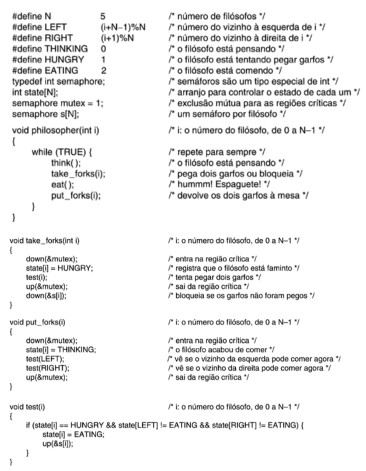 #define N 5 /* número de filósofos */
#define LEFT (i+N−1)%N /* número do vizinho à esquerda de i */
#define RIGHT (i+1)%N /* número do vizinho à direita de i */
#define THINKING 0 /* o filósofo está pensando */
#define HUNGRY 1 /* o filósofo está tentando pegar garfos */
#define EATING 2 /* o filósofo está comendo */
typedef int semaphore; /* semáforos são um tipo especial de int */
int state[N]; /* arranjo para controlar o estado de cada um */
semaphore mutex = 1; /* exclusão mútua para as regiões críticas */
semaphore s[N]; /* um semáforo por filósofo */
void philosopher(int i) /* i: o número do filósofo, de 0 a N−1 */
{
while (TRUE) { /* repete para sempre */
think( ); /* o filósofo está pensando */
take_forks(i); /* pega dois garfos ou bloqueia */
eat( ); /* hummm! Espaguete! */
put_forks(i); /* devolve os dois garfos à mesa */
}
}
void take_forks(int i) /* i: o número do filósofo, de 0 a N−1 */
{
down(&mutex); /* entra na região crítica */
state[i] = HUNGRY; /* registra que o filósofo está faminto */
test(i); /* tenta pegar dois garfos */
up(&mutex); /* sai da região crítica */
down(&s[i]); /* bloqueia se os garfos não foram pegos */
}
void put_forks(i) /* i: o número do filósofo, de 0 a N−1 */
{
down(&mutex); /* entra na região crítica */
state[i] = THINKING; /* o filósofo acabou de comer */
test(LEFT); /* vê se o vizinho da esquerda pode comer agora */
test(RIGHT); /* vê se o vizinho da direita pode comer agora */
up(&mutex); /* sai da região crítica */
}
void test(i) /* i: o número do filósofo, de 0 a N−1 */
{
if (state[i] == HUNGRY && state[LEFT] != EATING && state[RIGHT] != EATING) {
state[i] = EATING;
up(&s[i]);
}
}